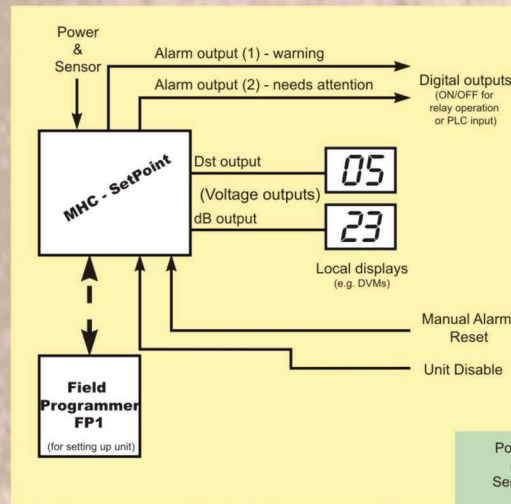 Power
&
Sensor
Alarm output (1) - warning
Alarm output (2) - needs attention
Digital outputs
(ON/OFF for
relay operation
or PLC input)
MHC - SetPoint
Dst output
05
(Voltage outputs)
dB output
23
Local displays
(e.g. DVMs)
Manual Alarm
Reset
Unit Disable
Field
Programmer
FP1
(for setting up unit)